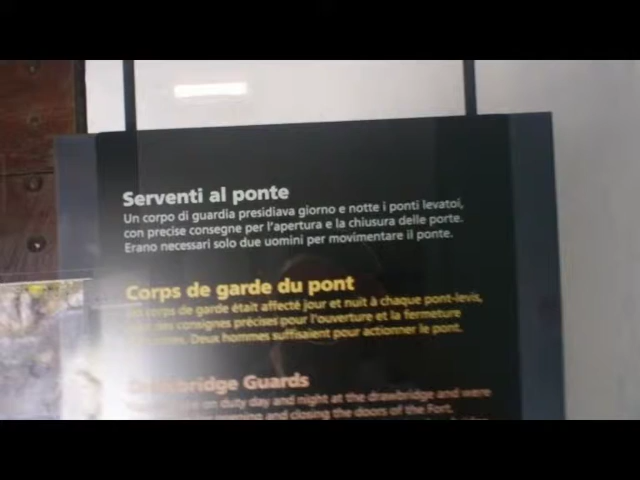 Serventi al ponte
Un corpo di guardia presidiava giorno e notte i ponti levatoi,
con precise consegne per l'apertura e la chiusura delle porte.
Erano necessari solo due uomini per movimentare il ponte.
Corps de garde du pont
corps de garde était affecté jour et nuit à chaque pont-levis,
des consignes précises pour l'ouverture et la fermeture
Deux hommes suffisaient pour actionner le pont.
Drawbridge Guards
on duty day and night at the drawbridge and were
opening and closing the doors of the Fort.